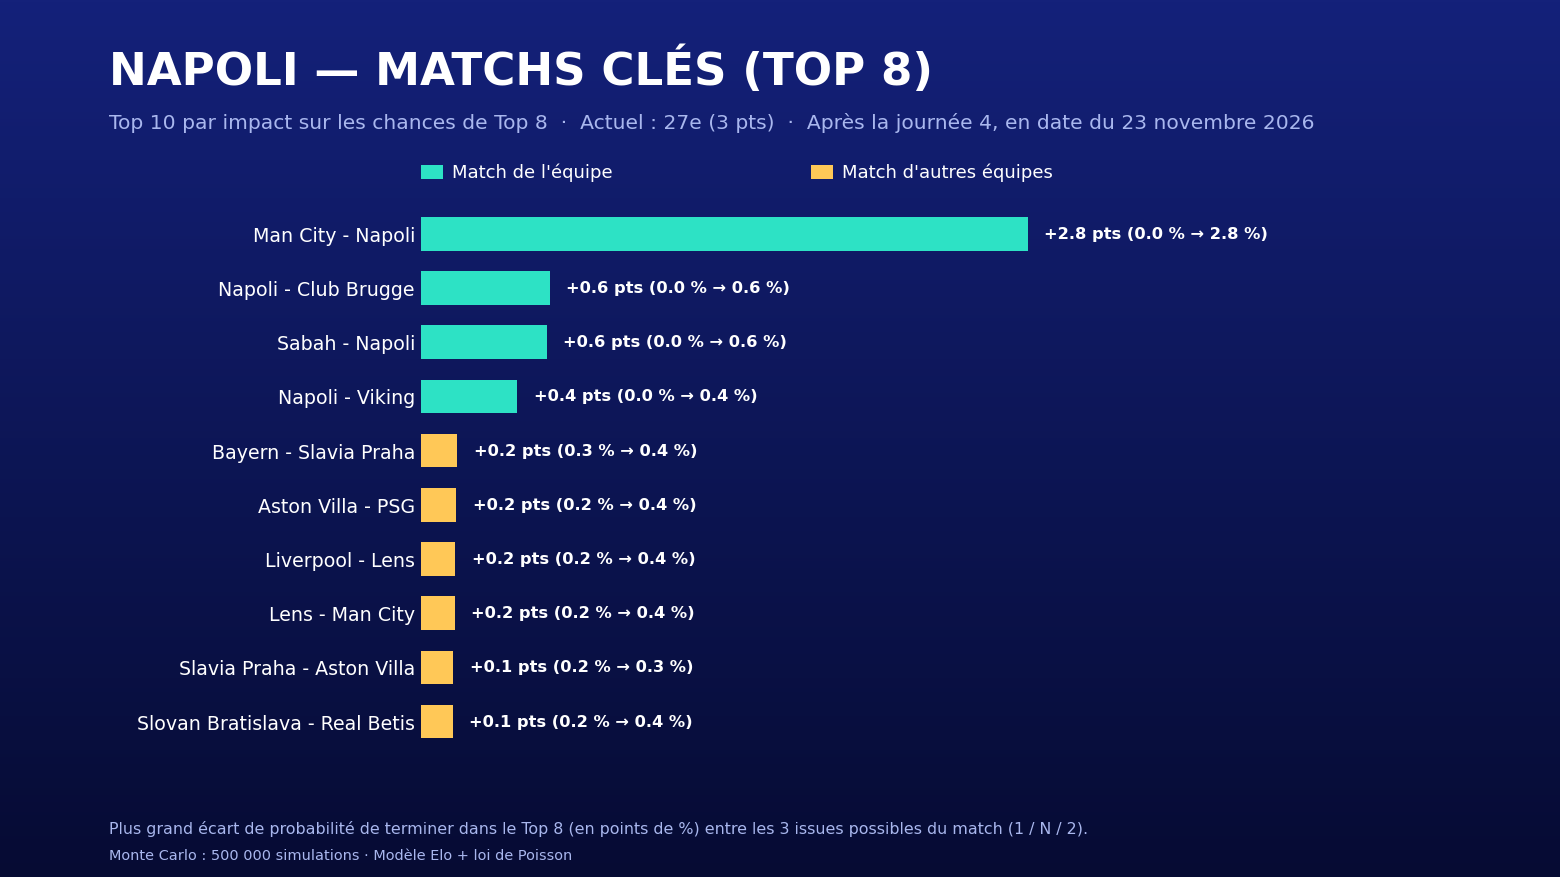 NAPOLI — MATCHS CLÉS (TOP 8)
Top 10 par impact sur les chances de Top 8 · Actuel : 27e (3 pts) · Après la journée 4, en date du 23 novembre 2026
Match de l'équipe
Match d'autres équipes
Man City - Napoli +2.8 pts (0.0 % → 2.8 %)
Napoli - Club Brugge +0.6 pts (0.0 % → 0.6 %)
Sabah - Napoli +0.6 pts (0.0 % → 0.6 %)
Napoli - Viking +0.4 pts (0.0 % → 0.4 %)
Bayern - Slavia Praha +0.2 pts (0.3 % → 0.4 %)
Aston Villa - PSG +0.2 pts (0.2 % → 0.4 %)
Liverpool - Lens +0.2 pts (0.2 % → 0.4 %)
Lens - Man City +0.2 pts (0.2 % → 0.4 %)
Slavia Praha - Aston Villa +0.1 pts (0.2 % → 0.3 %)
Slovan Bratislava - Real Betis +0.1 pts (0.2 % → 0.4 %)
Plus grand écart de probabilité de terminer dans le Top 8 (en points de %) entre les 3 issues possibles du match (1 / N / 2).
Monte Carlo : 500 000 simulations · Modèle Elo + loi de Poisson